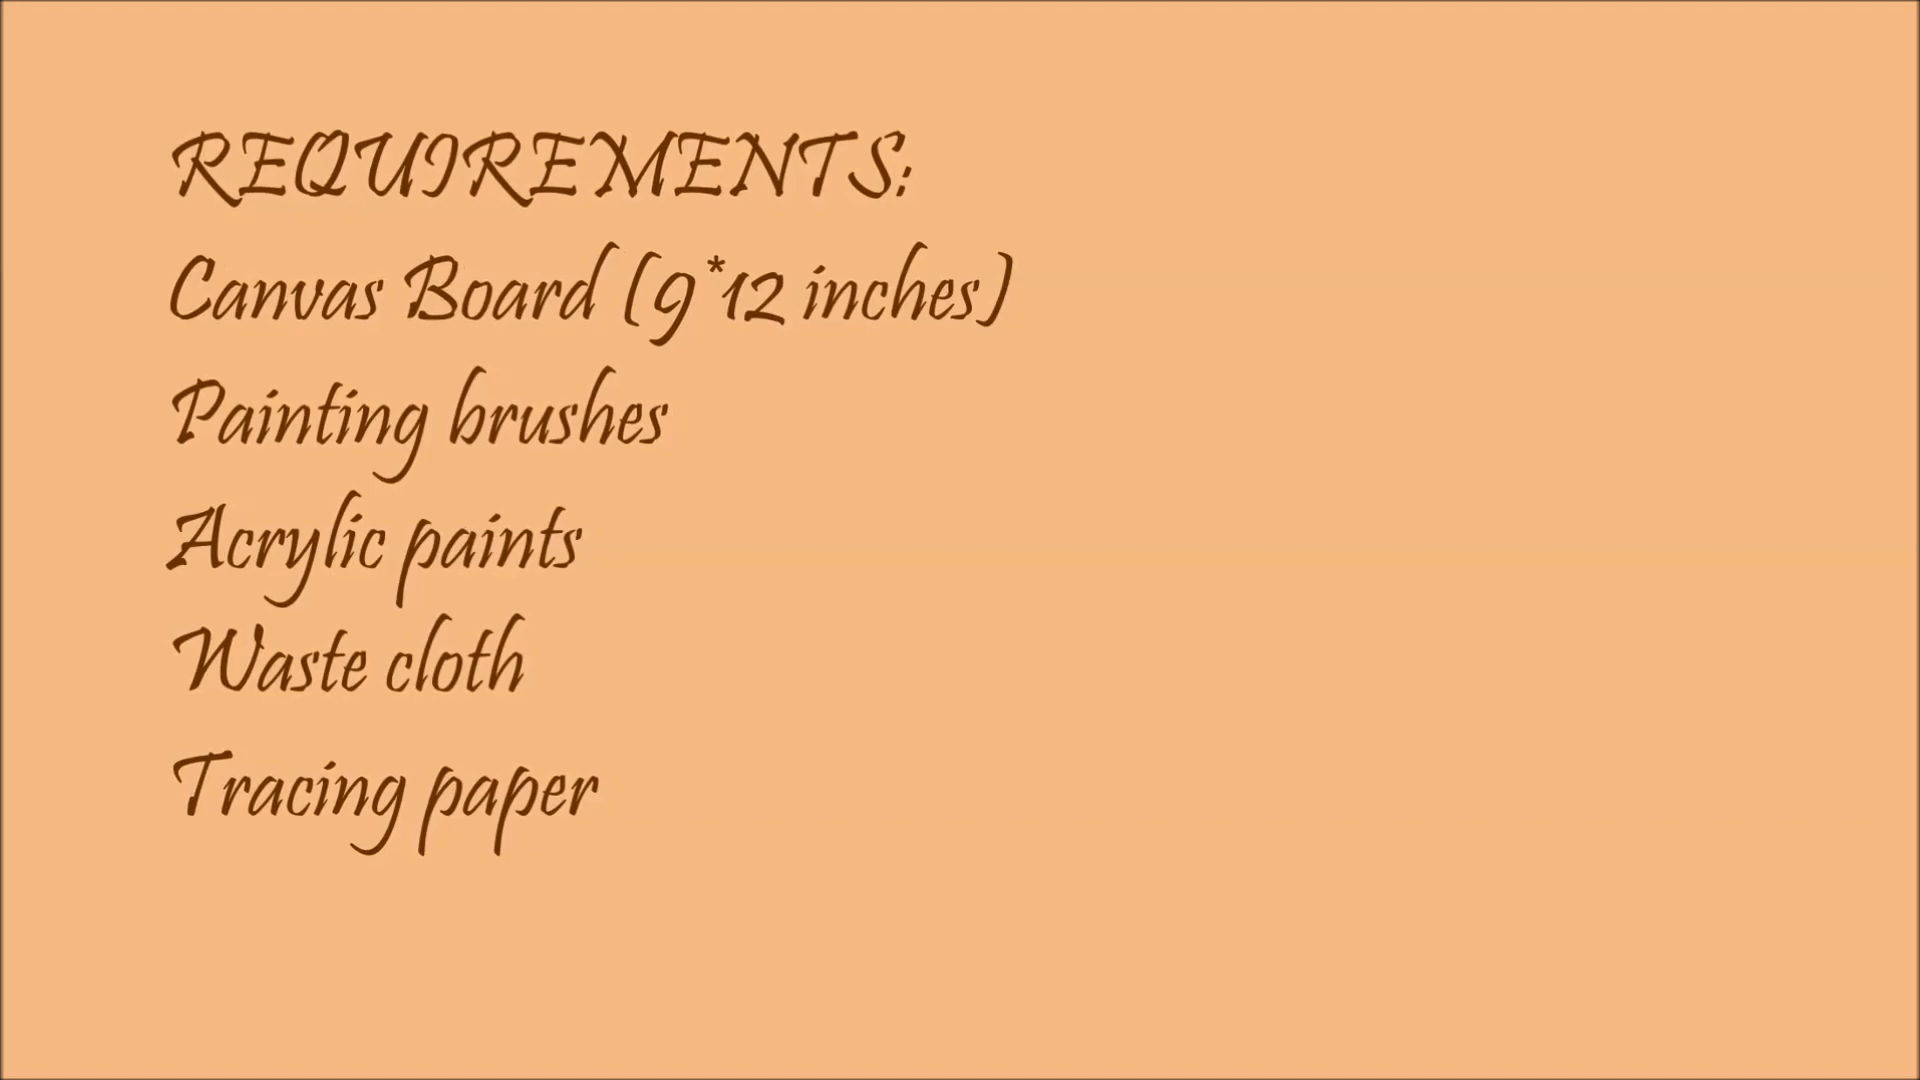 REQUIREMENTS:
Canvas Board (9*12 inches)
Painting brushes
Acrylic paints
Waste cloth
Tracing paper